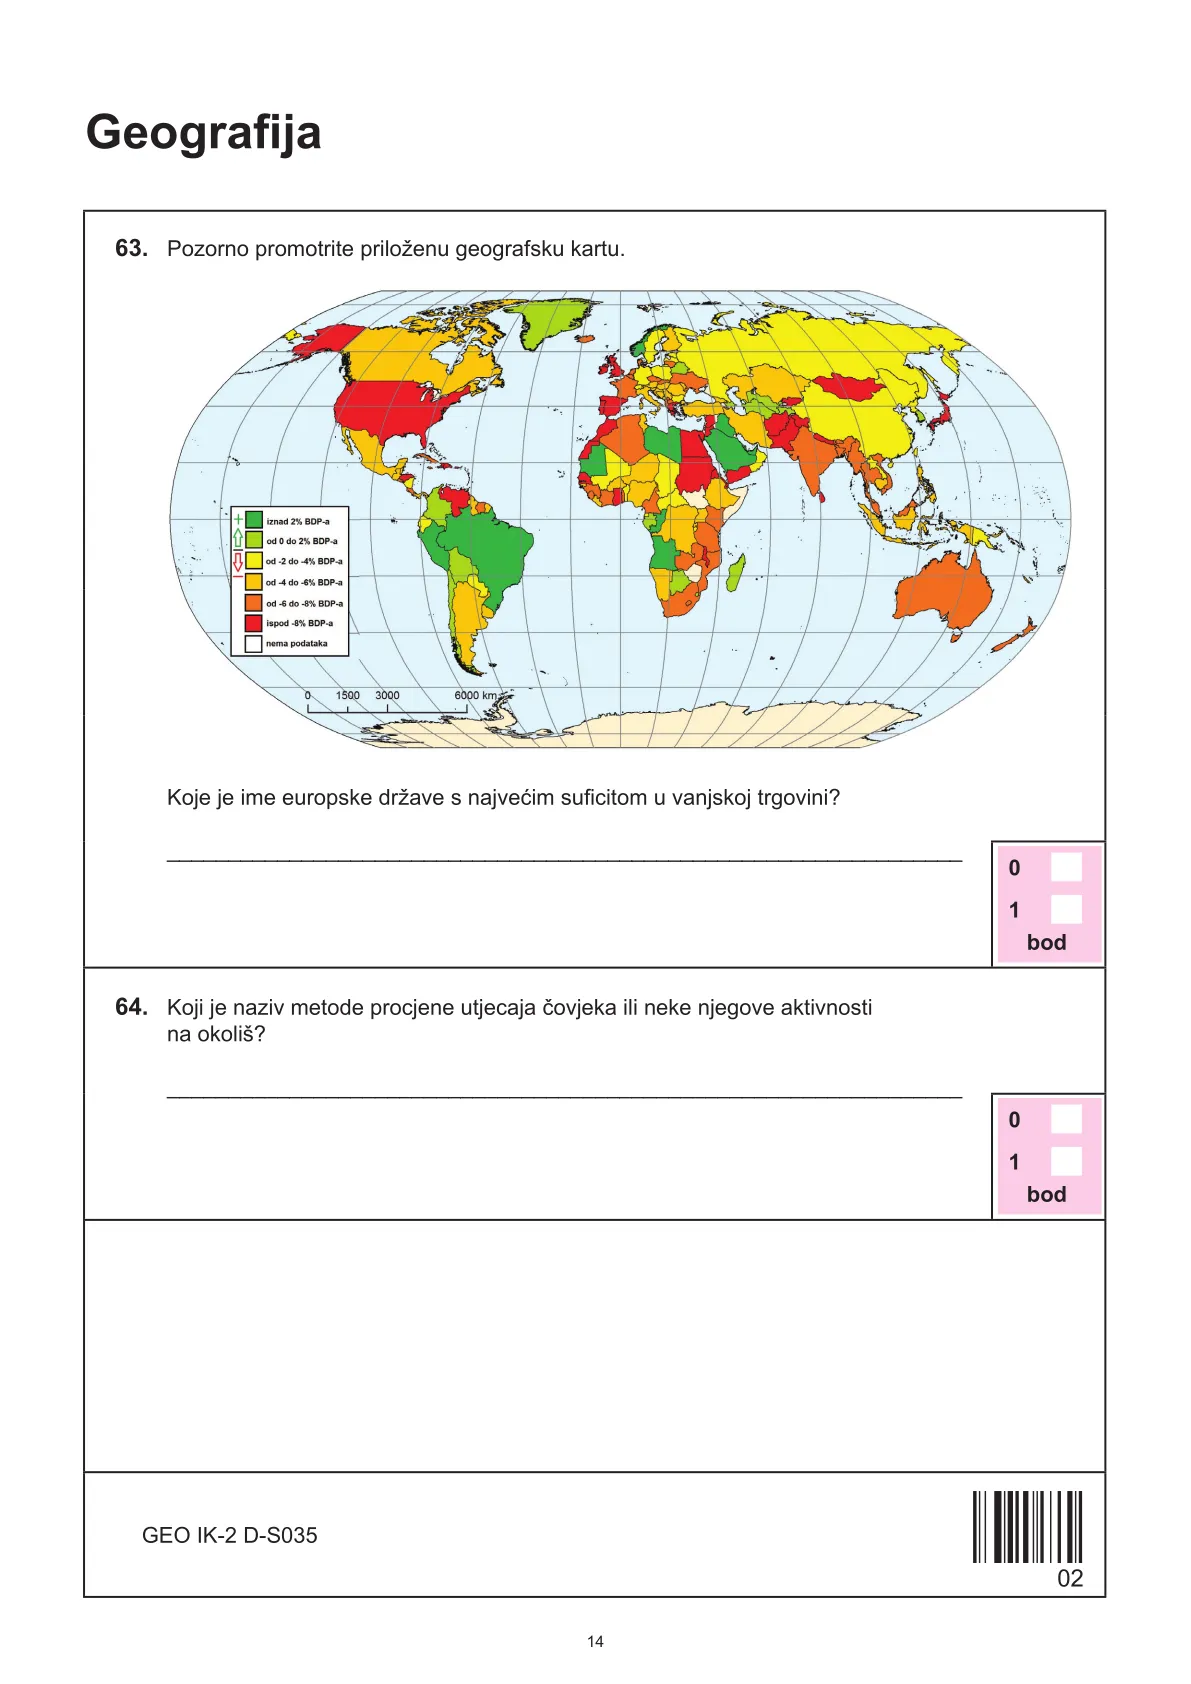 Geografija
63. Pozorno promotrite priloženu geografsku kartu.
+ iznad 2% BDP-a
od 0 do 2% BDP-a
od -2 do -4% BDP-a
od -4 do -6% BDP-a
od -6 do -8% BDP-a
ispod -8% BDP-a
nema podataka
0 1500 3000 6000 km
Koje je ime europske države s najvećim suficitom u vanjskoj trgovini?
0
1
bod
64. Koji je naziv metode procjene utjecaja čovjeka ili neke njegove aktivnosti
na okoliš?
0
1
bod
GEO IK-2 D-S035
02
14